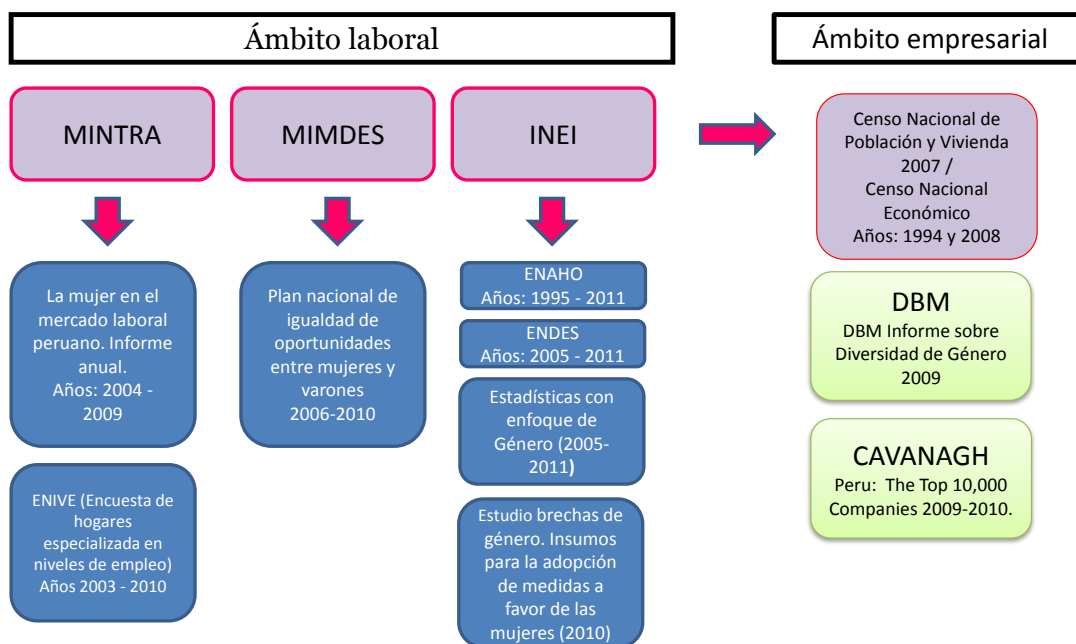 Ámbito laboral
MINTRA
La mujer en el
mercado laboral
peruano. Informe
anual.
Años: 2004 -
2009
ENIVE (Encuesta de
hogares
especializada en
niveles de empleo)
Años 2003 - 2010
MIMDES
Plan nacional de
igualdad de
oportunidades
entre mujeres y
varones
2006-2010
INEI
ENAHO
Años: 1995 - 2011
ENDES
Años: 2005 - 2011
Estadísticas con
enfoque de
Género (2005-
2011)
Estudio brechas de
género. Insumos
para la adopción
de medidas a
favor de las
mujeres (2010)
Ámbito empresarial
Censo Nacional de
Población y Vivienda
2007 /
Censo Nacional
Económico
Años: 1994 y 2008
DBM
DBM Informe sobre
Diversidad de Género
2009
CAVANAGH
Peru: The Top 10,000
Companies 2009-2010.